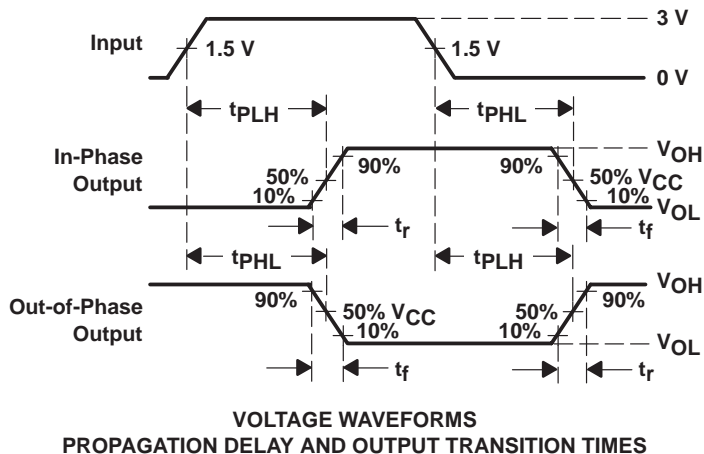 3 V
Input
1.5 V
1.5 V
0 V
tPLH
tPHL
In-Phase
Output
VOH
90%
90%
50%
50% VCC
10%
10%
VOL
tr
tf
tPHL
tPLH
Out-of-Phase
Output
VOH
90%
90%
50% VCC
50%
10%
10%
VOL
tf
tr
VOLTAGE WAVEFORMS
PROPAGATION DELAY AND OUTPUT TRANSITION TIMES